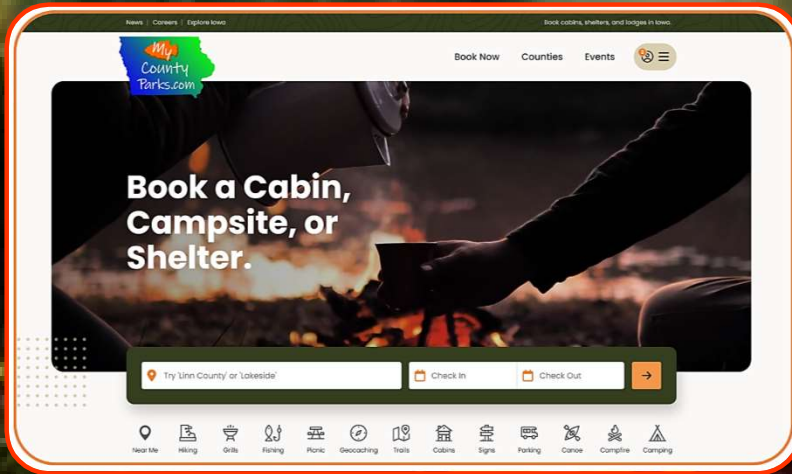 News | Careers | Explore Iowa
Book cabins, shelters, and lodges in Iowa.
My
County
Parks.com
Book Now Counties Events
Book a Cabin,
Campsite, or
Shelter.
Try 'Linn County' or 'Lakeside'
Check In
Check Out
Near Me Hiking Grills Fishing Picnic Geocaching Trails Cabins Signs Parking Canoe Campfire Camping